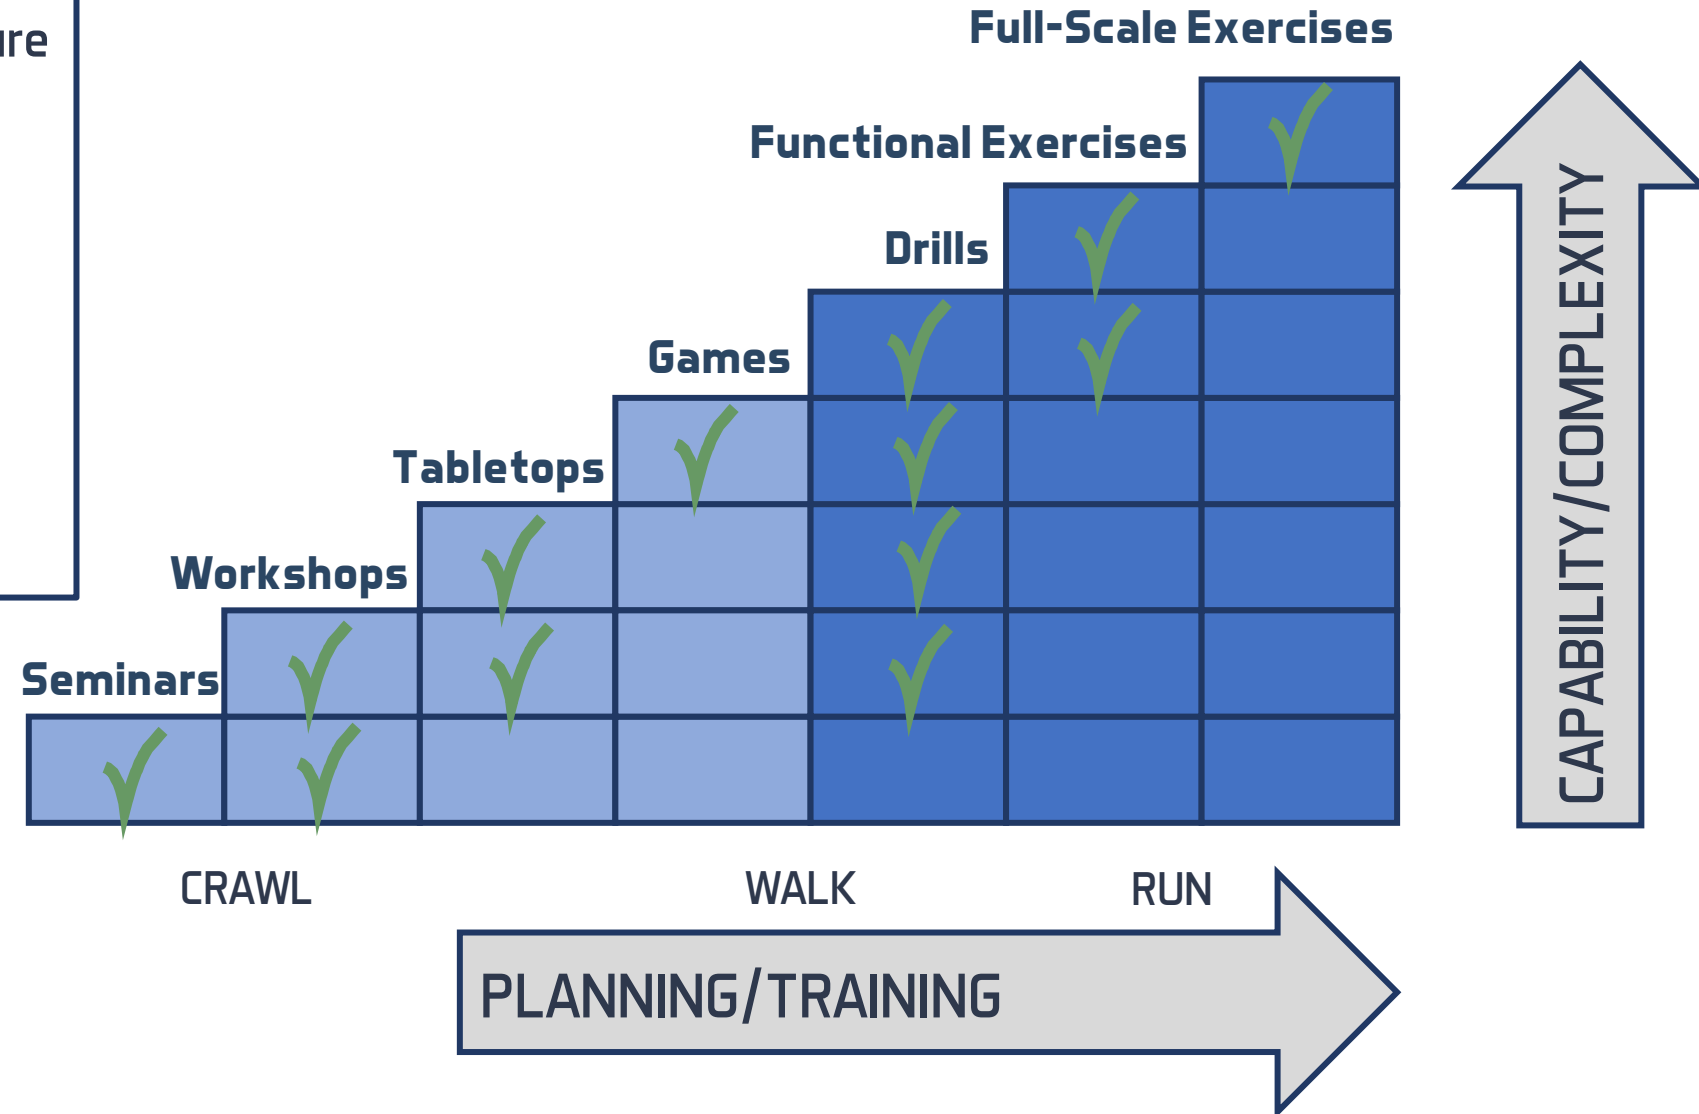 Full-Scale Exercises
Functional Exercises
Drills
Games
Tabletops
Workshops
Seminars
CRAWL
WALK
RUN
PLANNING/TRAINING
CAPABILITY/COMPLEXITY